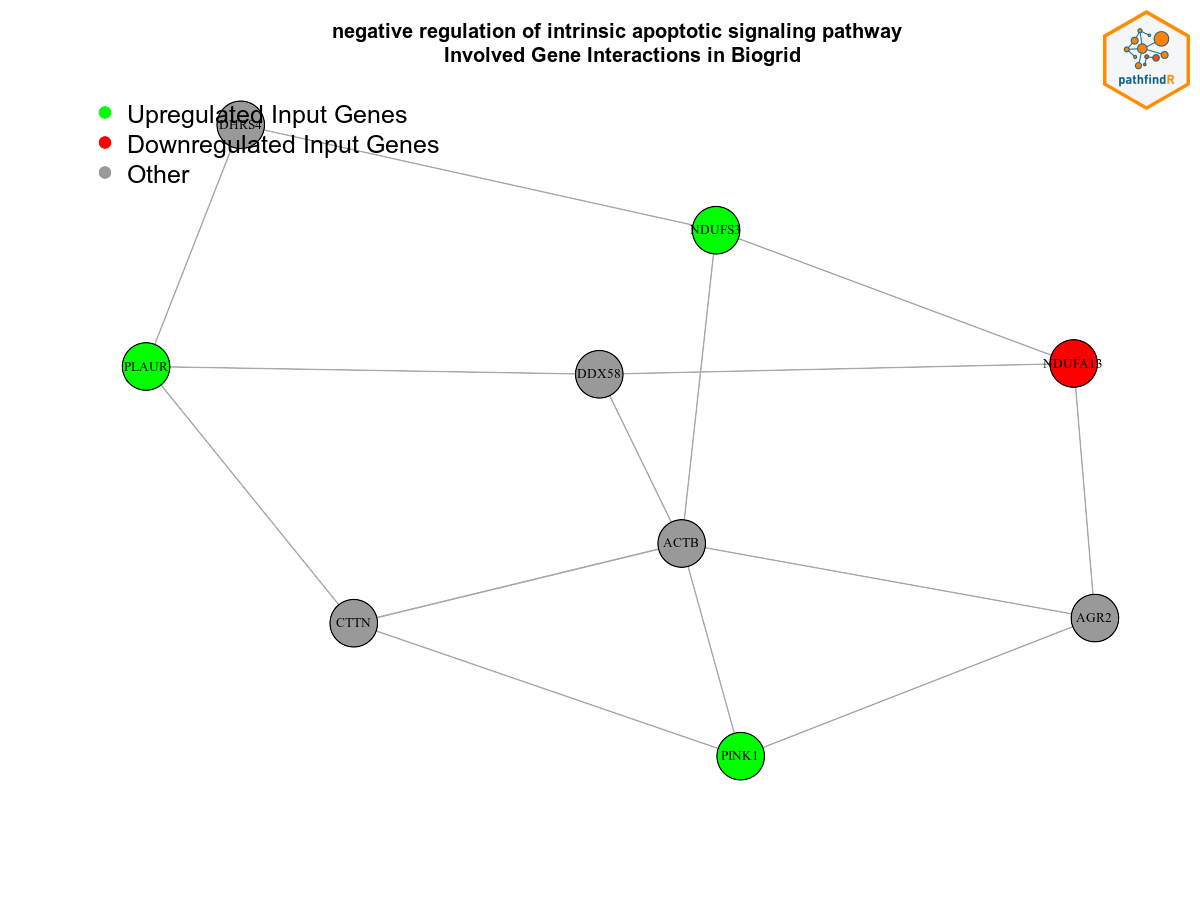 negative regulation of intrinsic apoptotic signaling pathway
Involved Gene Interactions in Biogrid
pathfindR
Upregulated Input Genes
DHRS4
Downregulated Input Genes
Other
NDUFS3
PLAUR
DDX58
NDUFA13
ACTB
CTTN
AGR2
PINK1